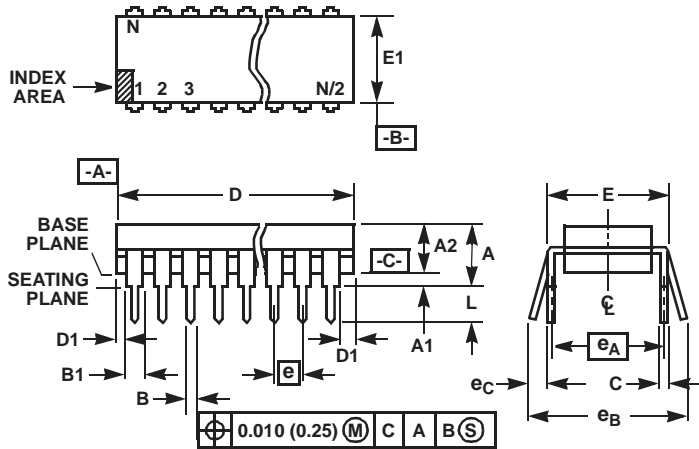 N
E1
INDEX
AREA
1 2 3 N/2
-B-
-A-
D
E
BASE
PLANE
A2
A
-C-
SEATING
PLANE
L
C
L
D1
A1
D1
eA
B1
e
eC
C
B
eB
0.010 (0.25) M C A B S